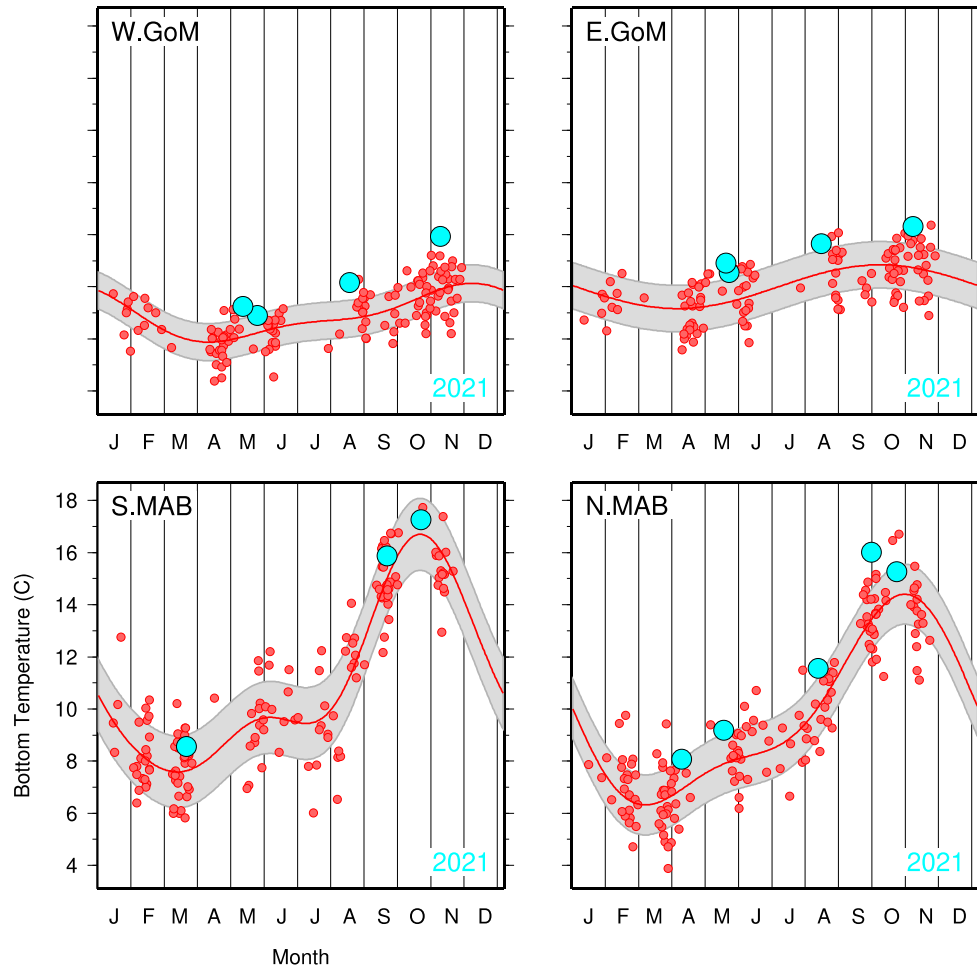 W.GoM
E.GoM
2021
2021
J F M A M J J A S O N D
J F M A M J J A S O N D
S.MAB
N.MAB
18
16
14
12
10
8
6
4
Bottom Temperature (C)
2021
2021
J F M A M J J A S O N D
J F M A M J J A S O N D
Month